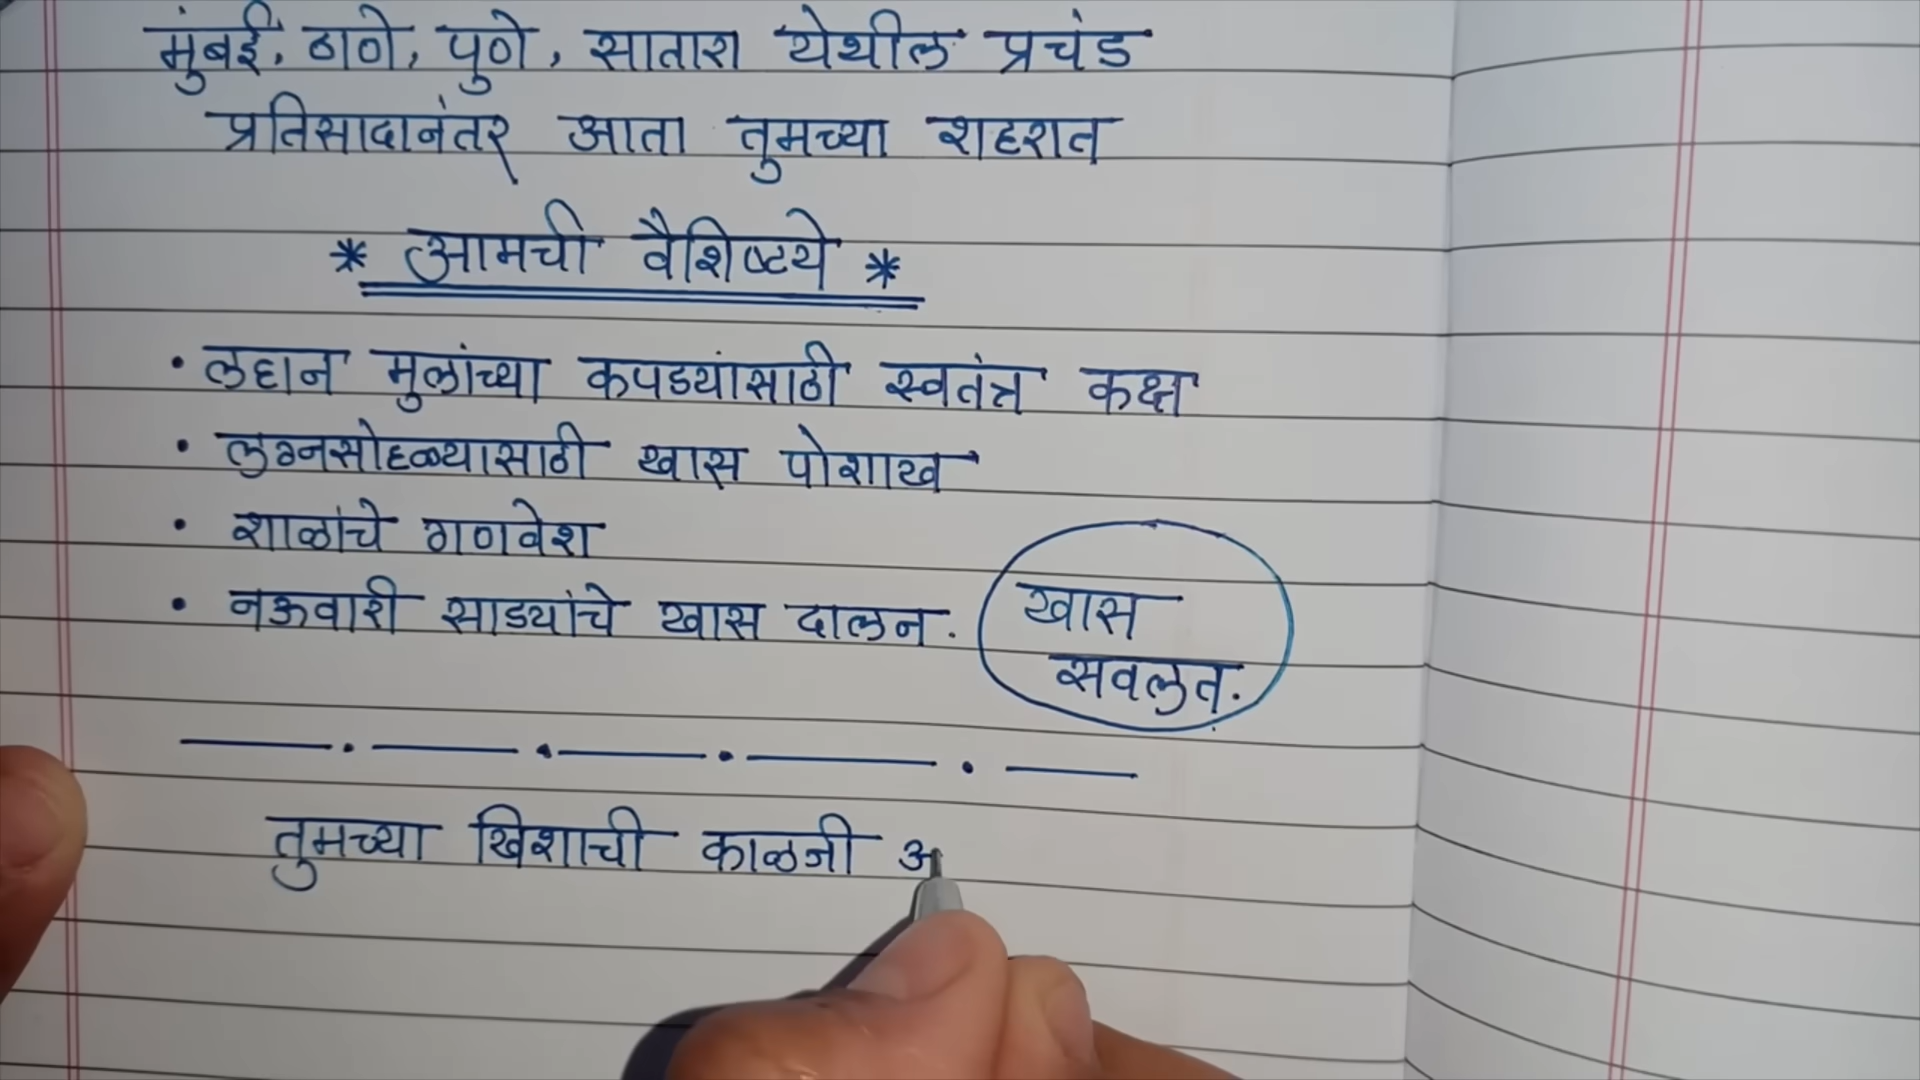 मुंबई, ठाणे, पुणे, सातारा येथील प्रचंड
प्रतिसादानंतर आता तुमच्या शहरात
* आमची वैशिष्ट्ये *
• लहान मुलांच्या कपड्यांसाठी स्वतंत्र कक्ष
• लग्नसोहळ्यासाठी खास पोशाख
• शाळांचे गणवेश
• नऊवारी साड्यांचे खास दालन.
खास
सवलत.
तुमच्या खिशाची काळजी अ